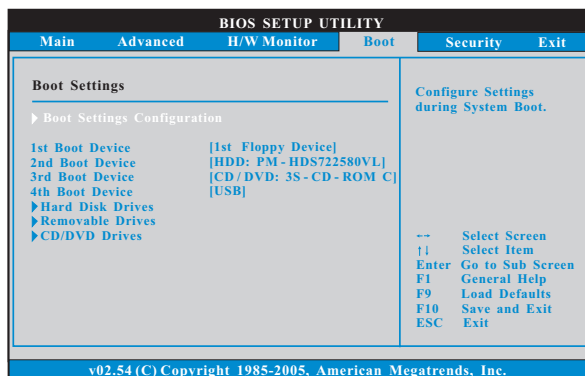 BIOS SETUP UTILITY
Main Advanced H/W Monitor Boot Security Exit
Boot Settings
Boot Settings Configuration
1st Boot Device [1st Floppy Device]
2nd Boot Device [HDD: PM - HDS722580VL]
3rd Boot Device [CD / DVD: 3S - CD - ROM C]
4th Boot Device [USB]
Hard Disk Drives
Removable Drives
CD/DVD Drives
Configure Settings
during System Boot.
←→ Select Screen
↑↓ Select Item
Enter Go to Sub Screen
F1 General Help
F9 Load Defaults
F10 Save and Exit
ESC Exit
v02.54 (C) Copyright 1985-2005, American Megatrends, Inc.